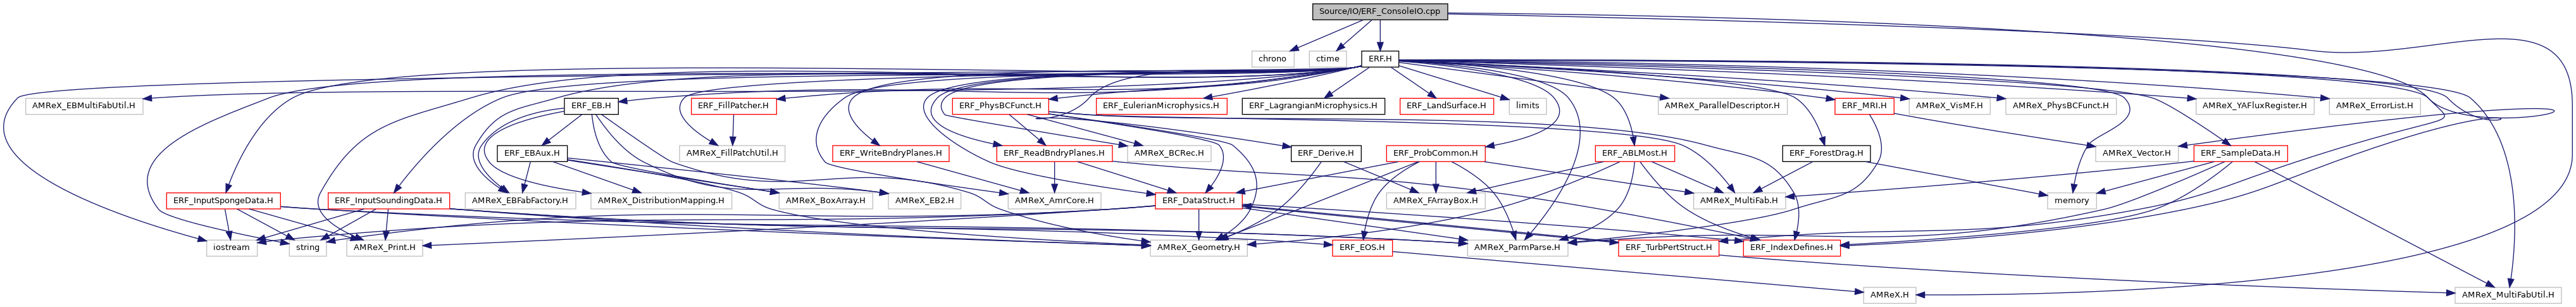 Source/IO/ERF_ConsoleIO.cpp
chrono
ctime
ERF.H
AMReX_EBMultiFabUtil.H
ERF_EB.H
ERF_FillPatcher.H
ERF_PhysBCFunct.H
ERF_EulerianMicrophysics.H
ERF_LagrangianMicrophysics.H
ERF_LandSurface.H
limits
AMReX_ParallelDescriptor.H
ERF_MRI.H
AMReX_VisMF.H
AMReX_PhysBCFunct.H
AMReX_YAFluxRegister.H
AMReX_ErrorList.H
ERF_EBAux.H
AMReX_FillPatchUtil.H
ERF_WriteBndryPlanes.H
ERF_ReadBndryPlanes.H
AMReX_BCRec.H
ERF_Derive.H
ERF_ProbCommon.H
ERF_ABLMost.H
ERF_ForestDrag.H
AMReX_Vector.H
ERF_SampleData.H
ERF_InputSpongeData.H
ERF_InputSoundingData.H
AMReX_EBFabFactory.H
AMReX_DistributionMapping.H
AMReX_BoxArray.H
AMReX_EB2.H
AMReX_AmrCore.H
ERF_DataStruct.H
AMReX_FArrayBox.H
AMReX_MultiFab.H
memory
iostream
string
AMReX_Print.H
AMReX_Geometry.H
ERF_EOS.H
AMReX_ParmParse.H
ERF_TurbPertStruct.H
ERF_IndexDefines.H
AMReX.H
AMReX_MultiFabUtil.H